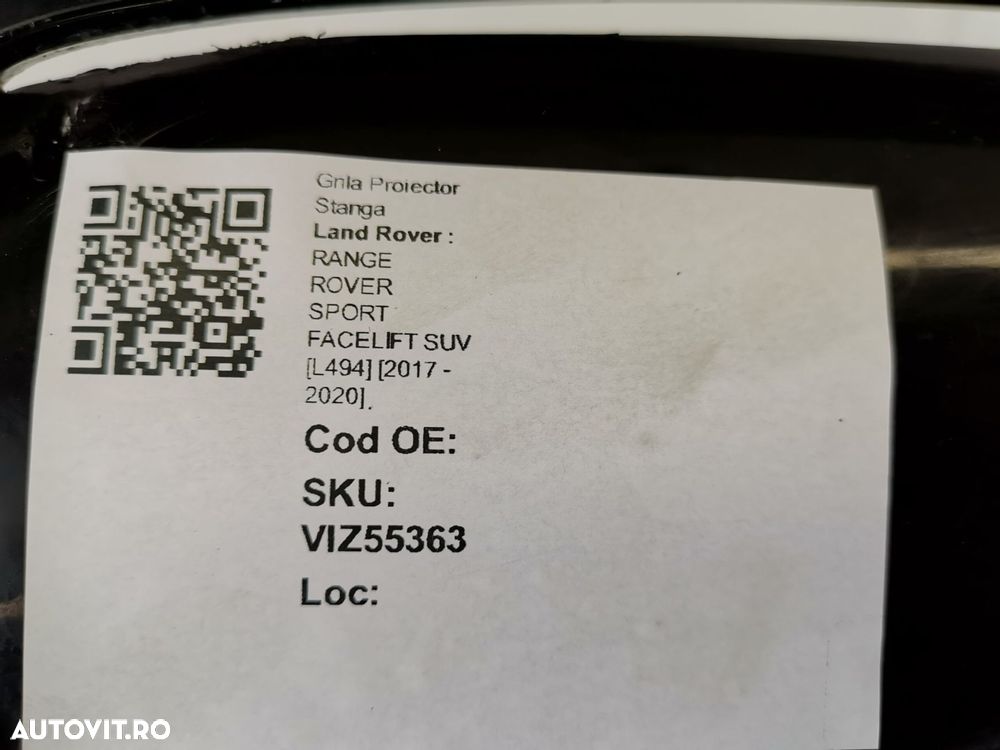 Grila Proiector
Stanga
Land Rover :
RANGE
ROVER
SPORT
FACELIFT SUV
[L494] [2017 -
2020].
Cod OE:
SKU:
VIZ55363
Loc:
AUTOVIT.RO